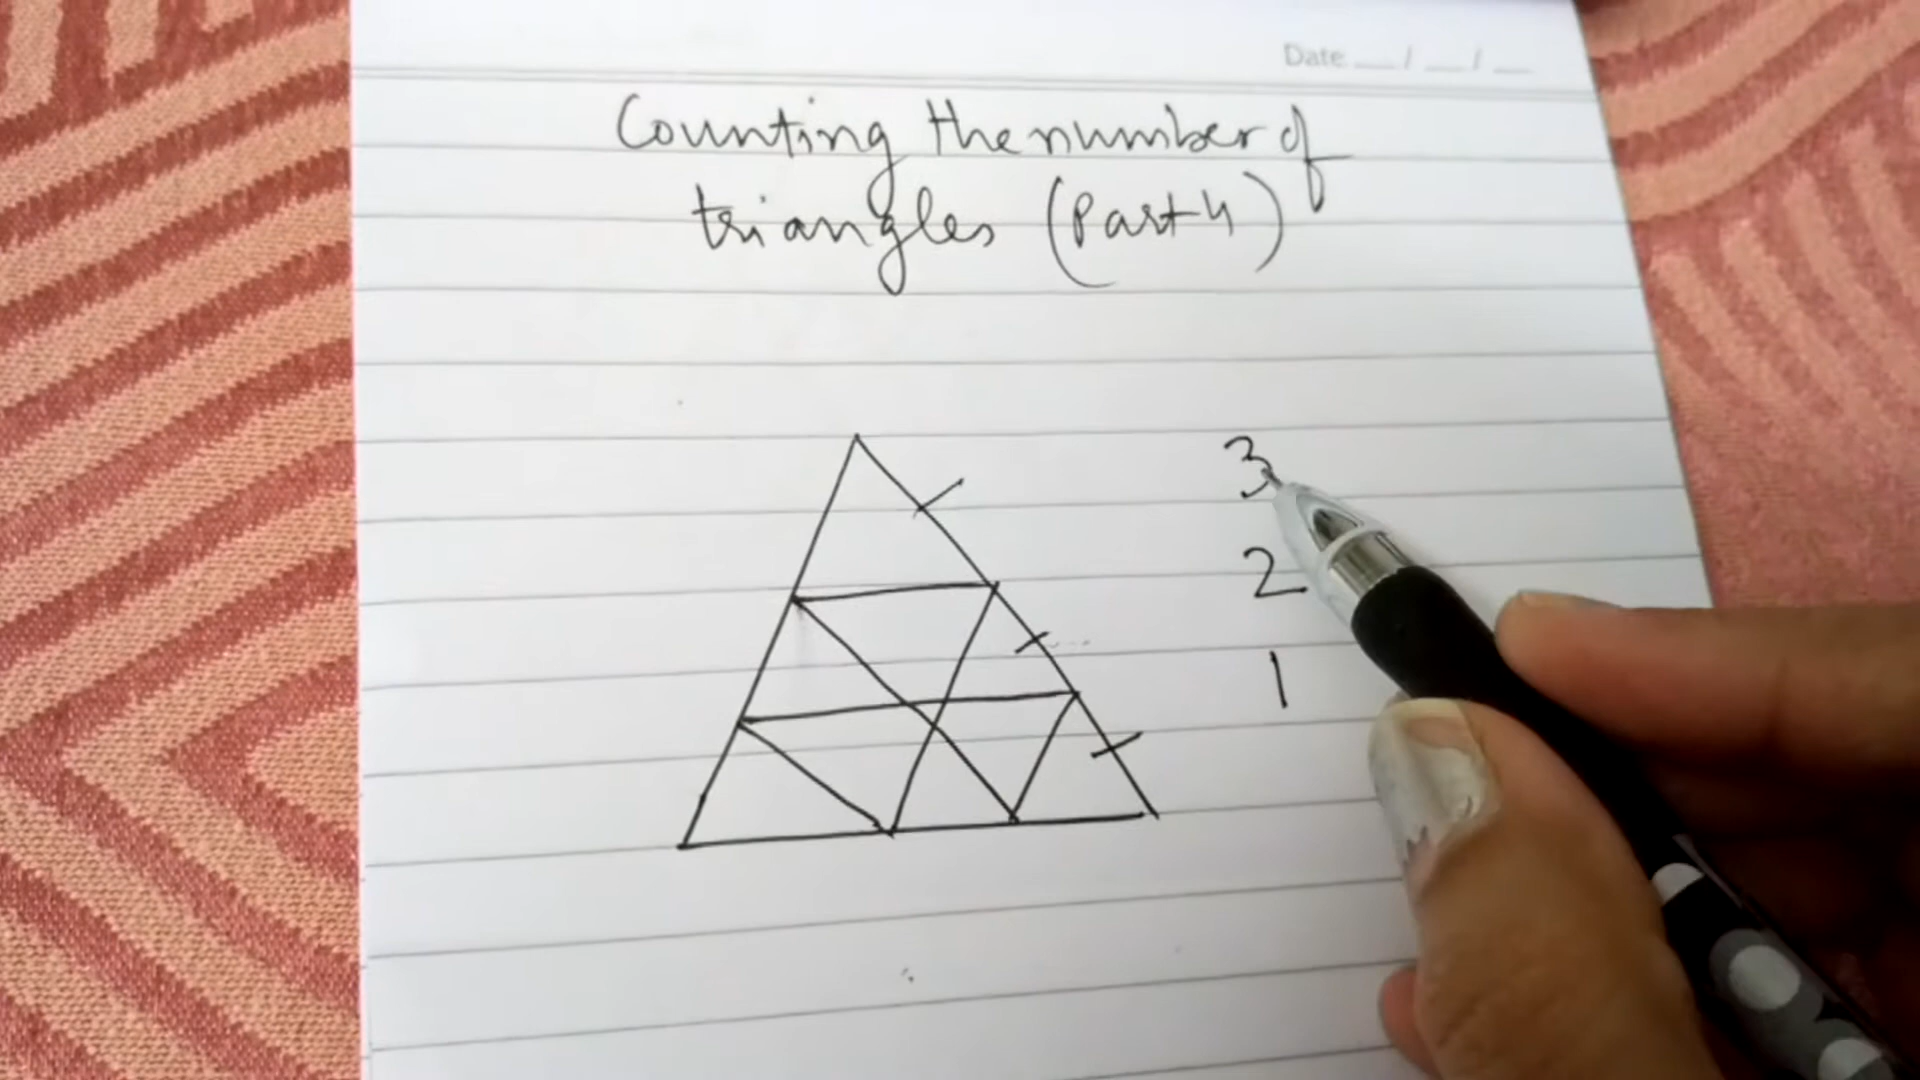 Date __ / __ / __
Counting the number of
triangles (Part 4)
3
2
1